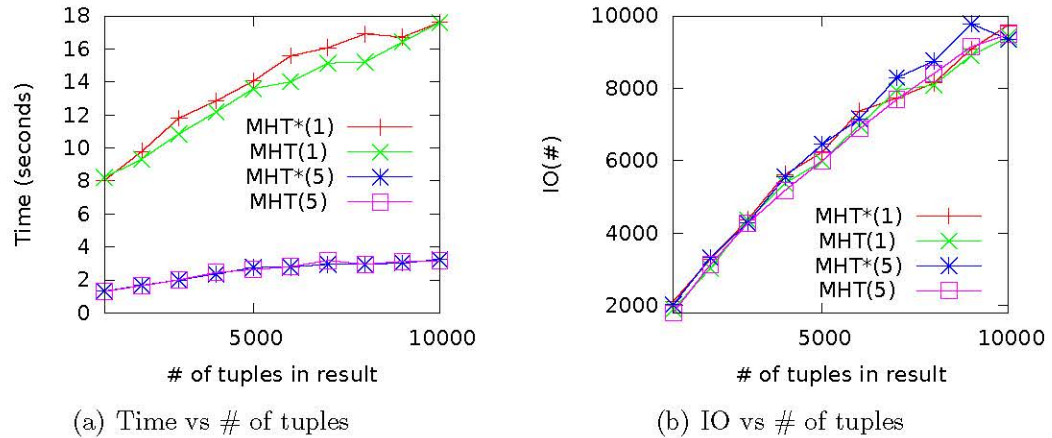 18
16
14
12
10
8
6
4
2
0
Time (seconds)
MHT*(1)
MHT(1)
MHT*(5)
MHT(5)
5000
10000
# of tuples in result
(a) Time vs # of tuples
10000
8000
6000
4000
2000
IO(#)
MHT*(1)
MHT(1)
MHT*(5)
MHT(5)
5000
10000
# of tuples in result
(b) IO vs # of tuples